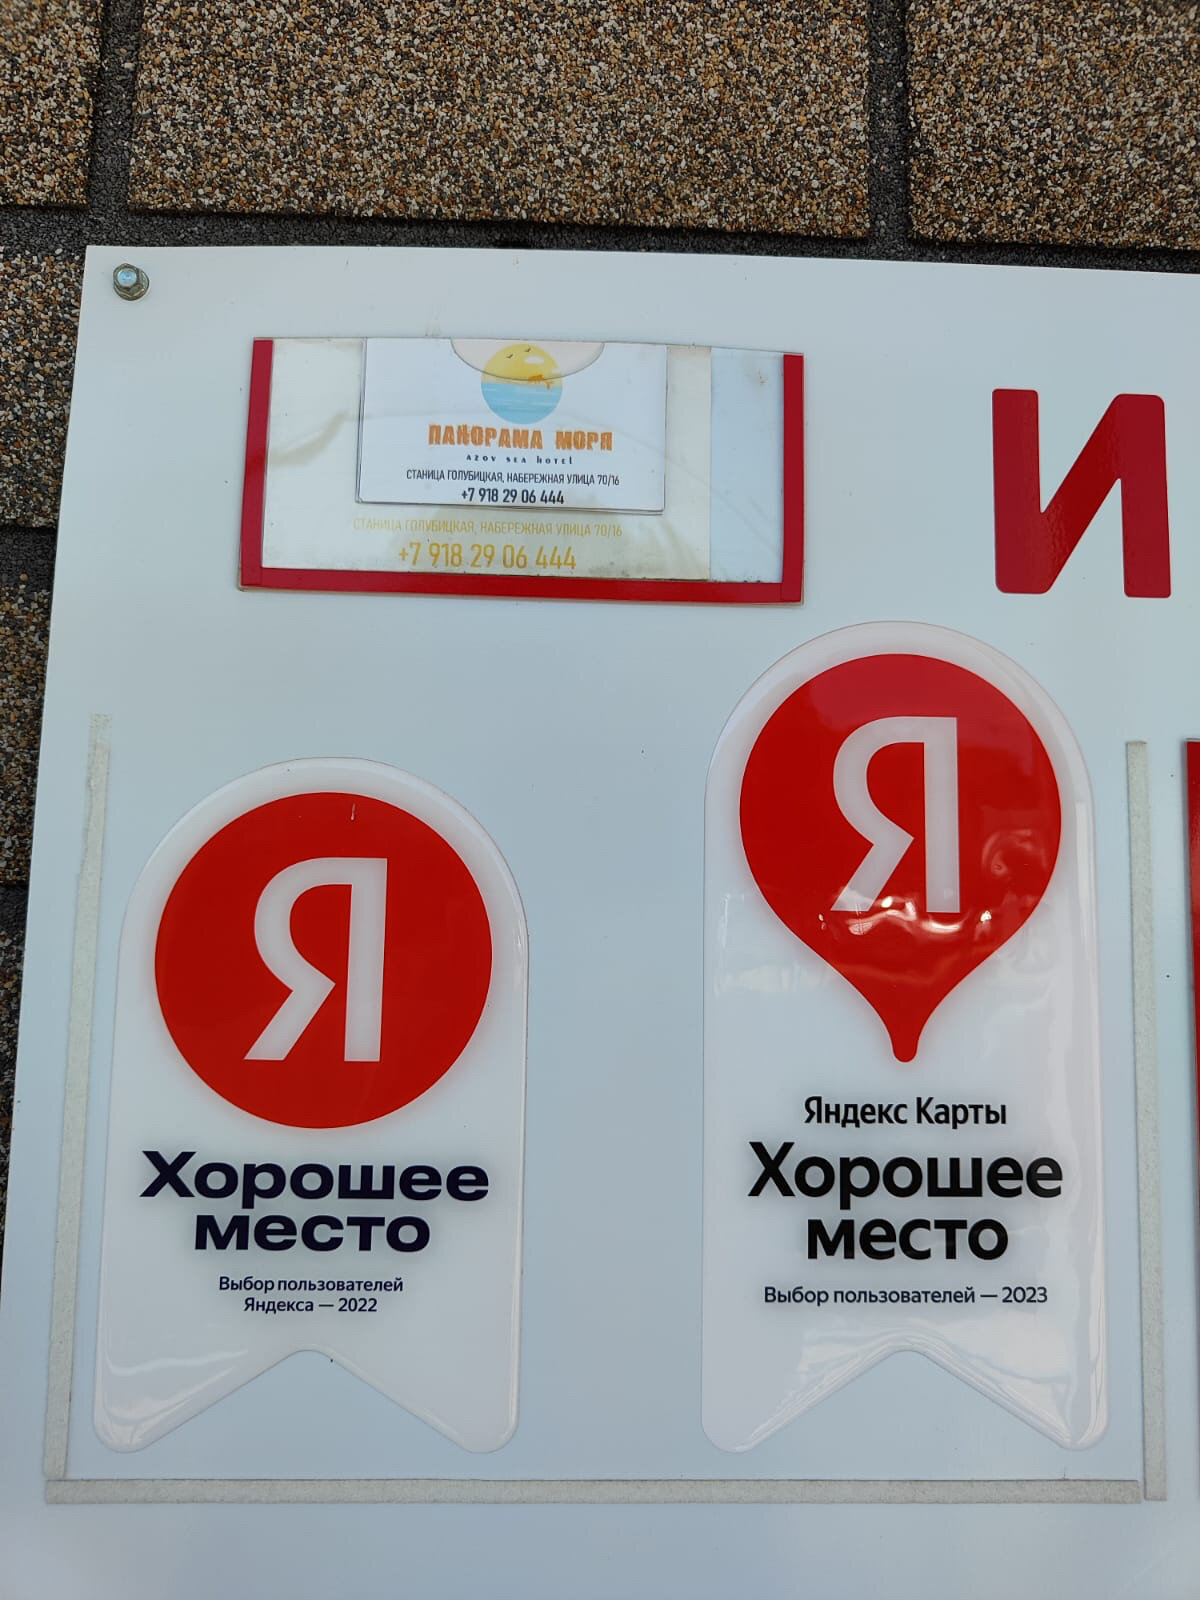 ПАНОРАМА МОРЯ
AZOV SEA HOTEL
СТАНИЦА ГОЛУБИЦКАЯ, НАБЕРЕЖНАЯ УЛИЦА 70/16
+7 918 29 06 444
СТАНИЦА ГОЛУБИЦКАЯ, НАБЕРЕЖНАЯ УЛИЦА 70/16
+7 918 29 06 444
И
Я
Хорошее
место
Выбор пользователей
Яндекса — 2022
Я
Яндекс Карты
Хорошее
место
Выбор пользователей — 2023